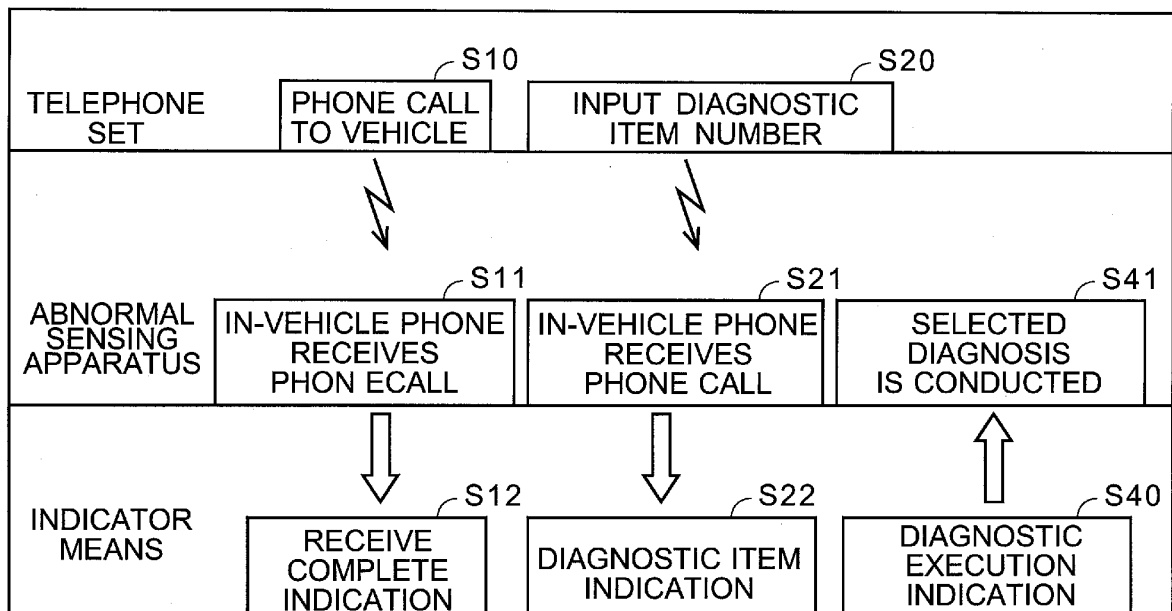 TELEPHONE
SET
S10
PHONE CALL
TO VEHICLE
S20
INPUT DIAGNOSTIC
ITEM NUMBER
ABNORMAL
SENSING
APPARATUS
S11
IN-VEHICLE PHONE
RECEIVES
PHON ECALL
S21
IN-VEHICLE PHONE
RECEIVES
PHONE CALL
S41
SELECTED
DIAGNOSIS
IS CONDUCTED
INDICATOR
MEANS
S12
RECEIVE
COMPLETE
INDICATION
S22
DIAGNOSTIC ITEM
INDICATION
S40
DIAGNOSTIC
EXECUTION
INDICATION